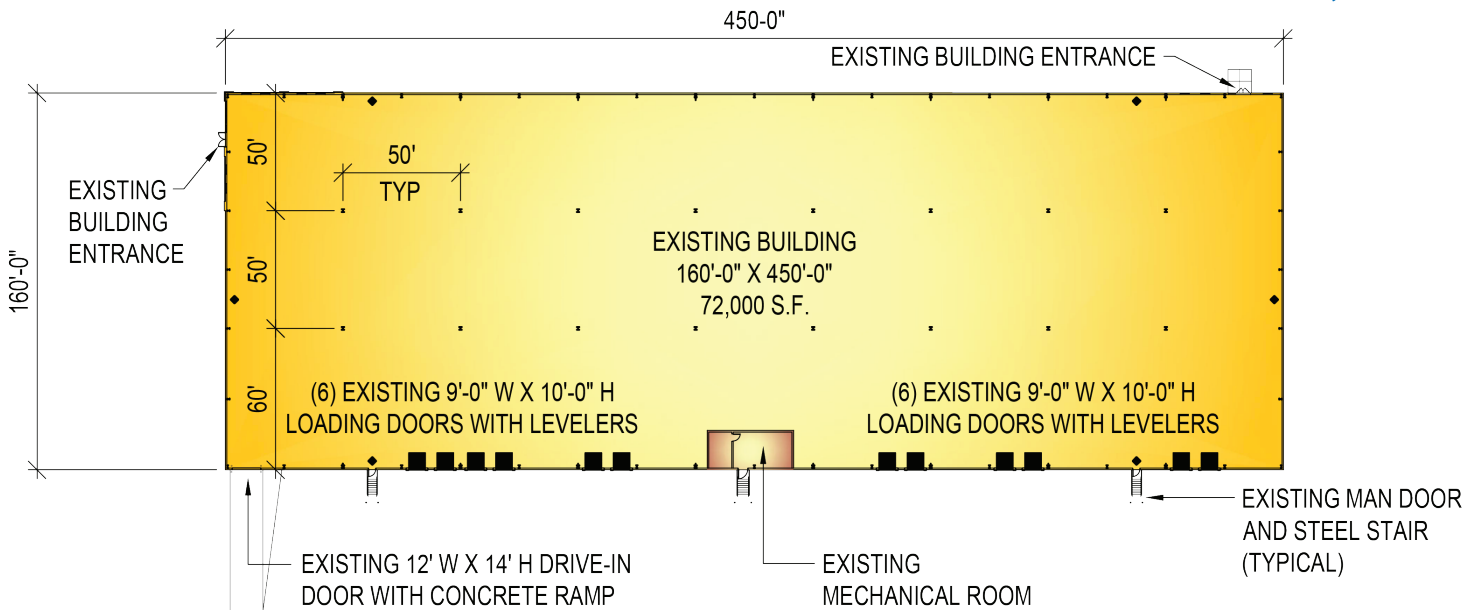 450-0"
EXISTING BUILDING ENTRANCE
50'
50'
TYP
EXISTING
BUILDING
ENTRANCE
160'-0"
50'
EXISTING BUILDING
160'-0" X 450'-0"
72,000 S.F.
60'
(6) EXISTING 9'-0" W X 10'-0" H
LOADING DOORS WITH LEVELERS
(6) EXISTING 9'-0" W X 10'-0" H
LOADING DOORS WITH LEVELERS
EXISTING MAN DOOR
AND STEEL STAIR
(TYPICAL)
EXISTING 12' W X 14' H DRIVE-IN
DOOR WITH CONCRETE RAMP
EXISTING
MECHANICAL ROOM